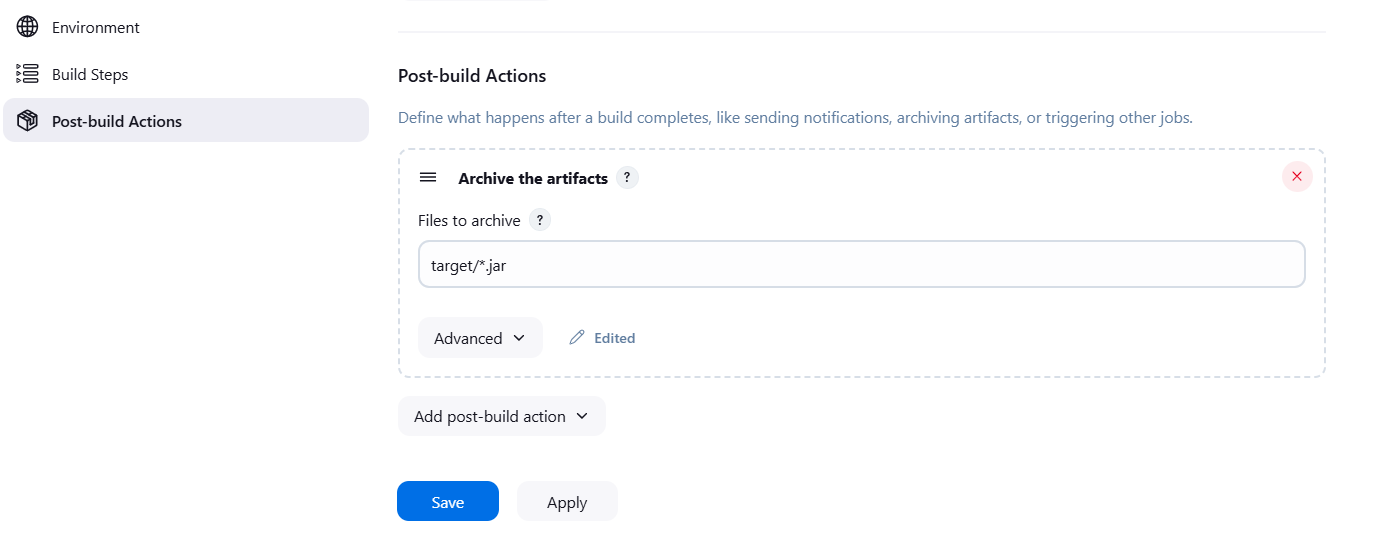 Environment
Build Steps
Post-build Actions
Post-build Actions
Define what happens after a build completes, like sending notifications, archiving artifacts, or triggering other jobs.
Archive the artifacts ?
Files to archive ?
target/*.jar
Advanced
Edited
Add post-build action
Save
Apply